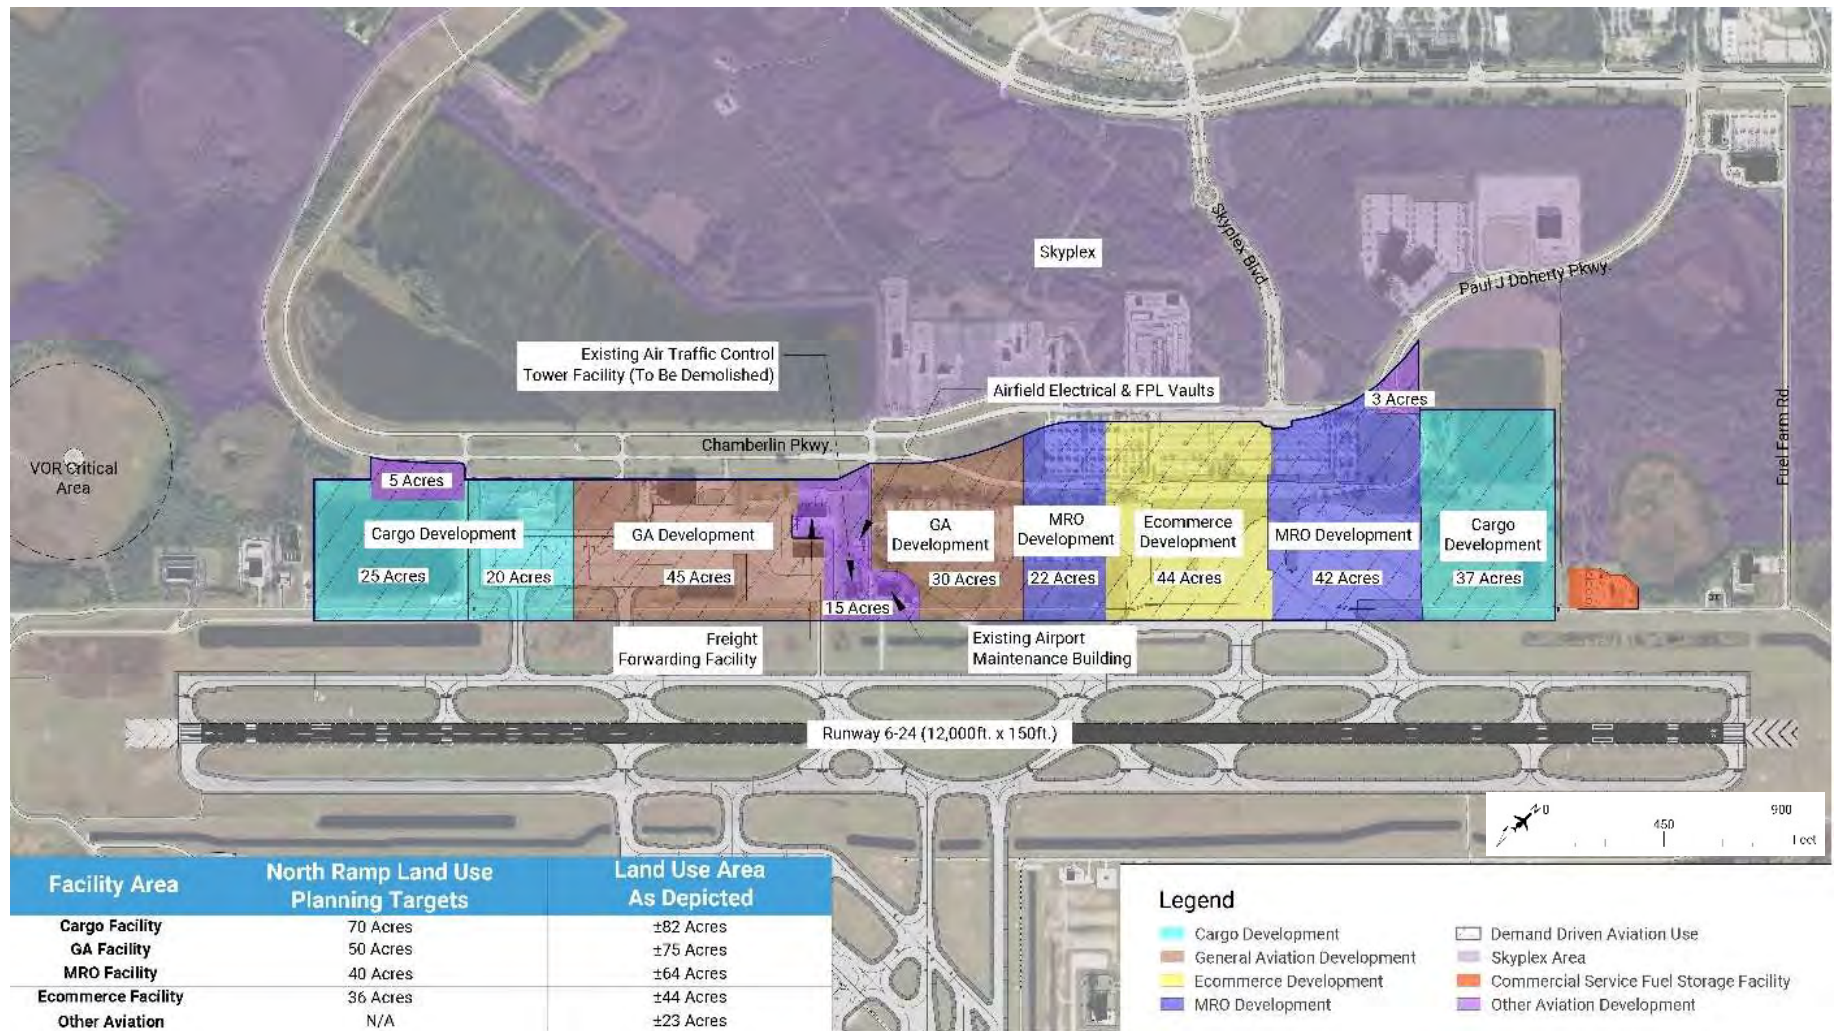 Skyplex
Skyplex Blvd.
Paul J Doherty Pkwy.
Fuel Farm Rd.
Existing Air Traffic Control
Tower Facility (To Be Demolished)
Airfield Electrical & FPL Vaults
3 Acres
Chamberlin Pkwy.
VOR Critical
Area
5 Acres
Cargo Development
25 Acres
20 Acres
GA Development
45 Acres
15 Acres
GA
Development
30 Acres
MRO
Development
22 Acres
Ecommerce
Development
44 Acres
MRO Development
42 Acres
Cargo
Development
37 Acres
Freight
Forwarding Facility
Existing Airport
Maintenance Building
Runway 6-24 (12,000ft. x 150ft.)
0 450 900
Feet
Facility Area North Ramp Land Use Planning Targets Land Use Area As Depicted
Cargo Facility 70 Acres ±82 Acres
GA Facility 50 Acres ±75 Acres
MRO Facility 40 Acres ±64 Acres
Ecommerce Facility 36 Acres ±44 Acres
Other Aviation N/A ±23 Acres
Legend
Cargo Development
General Aviation Development
Ecommerce Development
MRO Development
Demand Driven Aviation Use
Skyplex Area
Commercial Service Fuel Storage Facility
Other Aviation Development